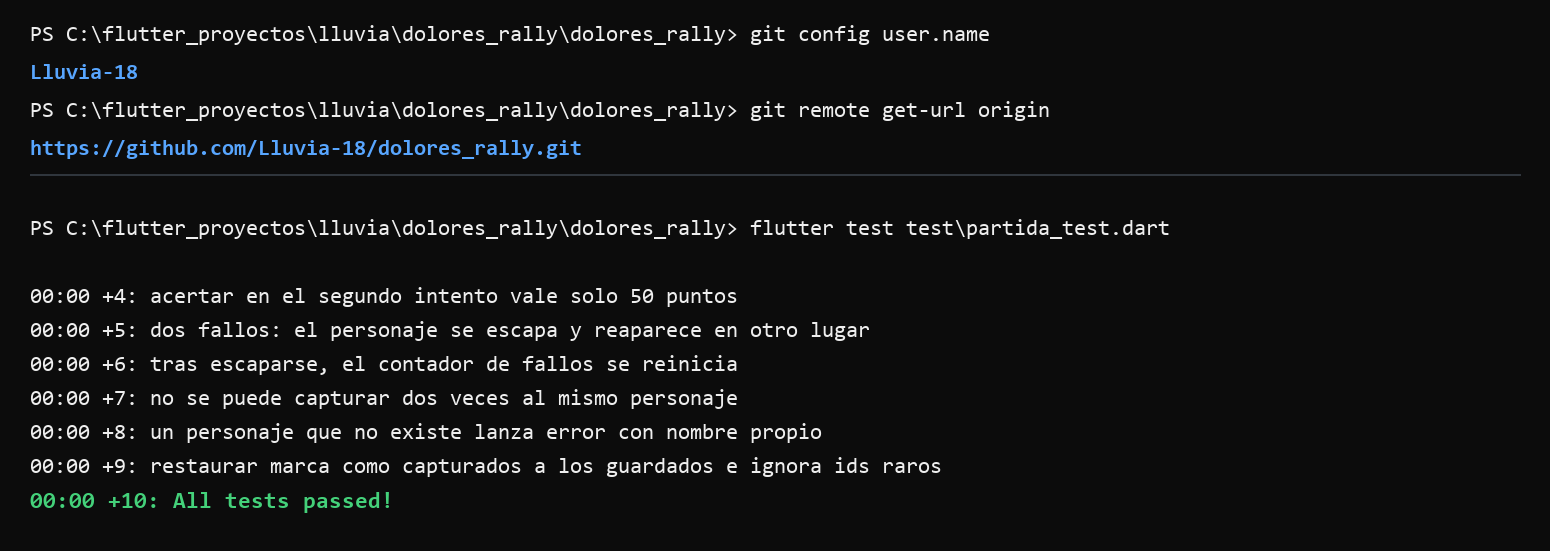 PS C:\flutter_proyectos\lluvia\dolores_rally\dolores_rally> git config user.name
Lluvia-18
PS C:\flutter_proyectos\lluvia\dolores_rally\dolores_rally> git remote get-url origin
https://github.com/Lluvia-18/dolores_rally.git
PS C:\flutter_proyectos\lluvia\dolores_rally\dolores_rally> flutter test test\partida_test.dart
00:00 +4: acertar en el segundo intento vale solo 50 puntos
00:00 +5: dos fallos: el personaje se escapa y reaparece en otro lugar
00:00 +6: tras escaparse, el contador de fallos se reinicia
00:00 +7: no se puede capturar dos veces al mismo personaje
00:00 +8: un personaje que no existe lanza error con nombre propio
00:00 +9: restaurar marca como capturados a los guardados e ignora ids raros
00:00 +10: All tests passed!